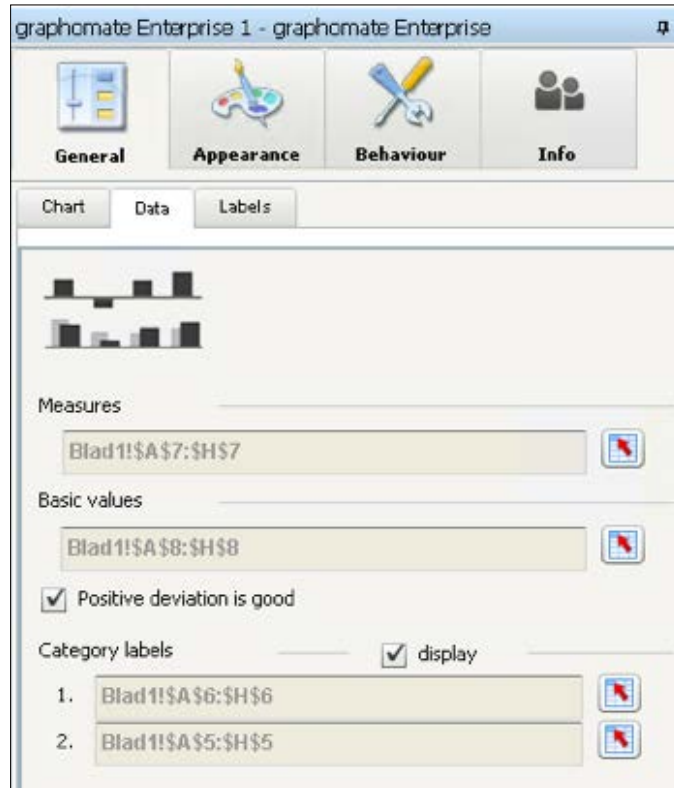 graphomate Enterprise 1 - graphomate Enterprise
General Appearance Behaviour Info
Chart Data Labels
Measures
Blad1!$A$7:$H$7
Basic values
Blad1!$A$8:$H$8
Positive deviation is good
Category labels display
1. Blad1!$A$6:$H$6
2. Blad1!$A$5:$H$5